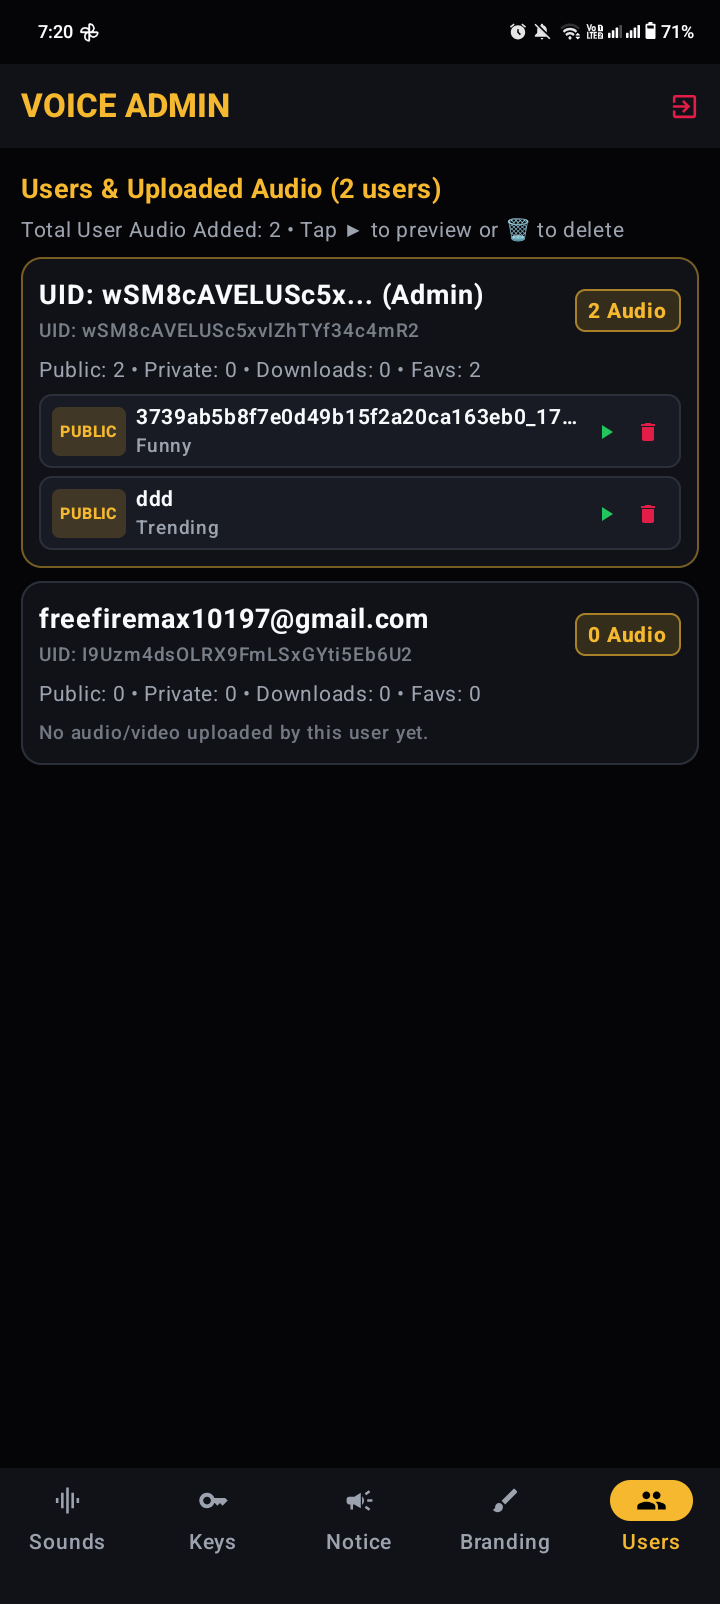 7:20
71%
VOICE ADMIN
Users & Uploaded Audio (2 users)
Total User Audio Added: 2 • Tap ► to preview or 🗑️ to delete
UID: wSM8cAVELUSc5x... (Admin)
2 Audio
UID: wSM8cAVELUSc5xvlZhTYf34c4mR2
Public: 2 • Private: 0 • Downloads: 0 • Favs: 2
PUBLIC
3739ab5b8f7e0d49b15f2a20ca163eb0_17...
Funny
PUBLIC
ddd
Trending
freefiremax10197@gmail.com
0 Audio
UID: I9Uzm4dsOLRX9FmLSxGYti5Eb6U2
Public: 0 • Private: 0 • Downloads: 0 • Favs: 0
No audio/video uploaded by this user yet.
Sounds
Keys
Notice
Branding
Users